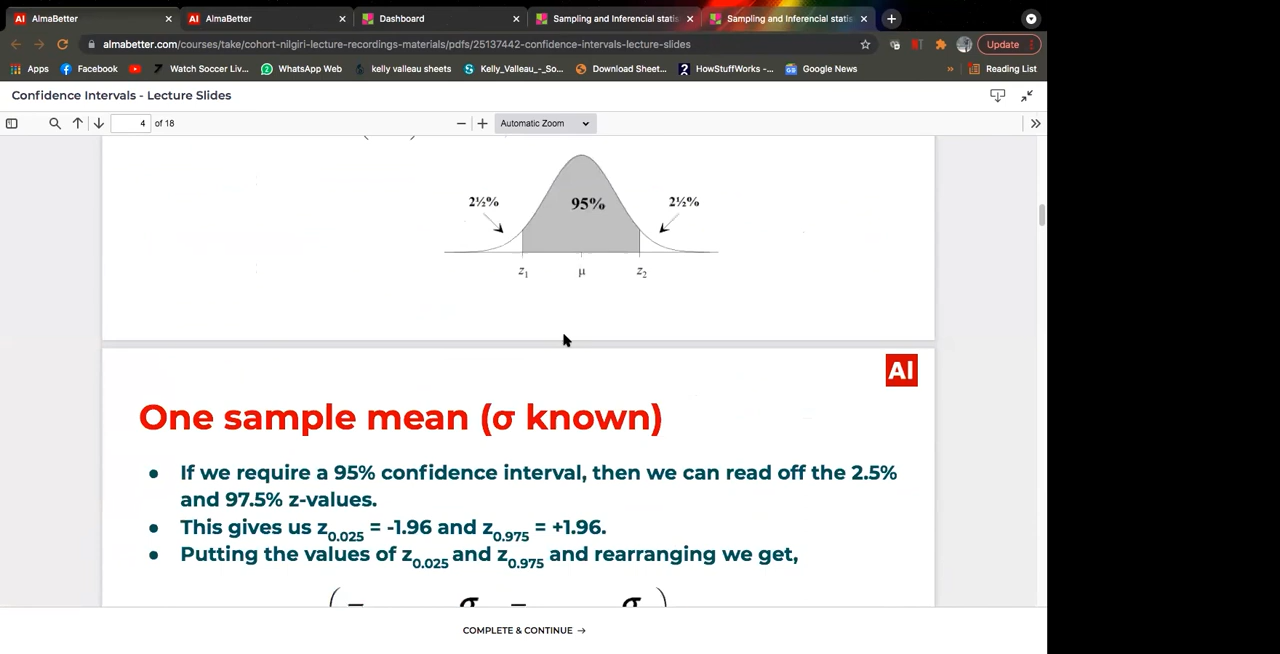 AI AlmaBetter
AI AlmaBetter
Dashboard
Sampling and Inferencial statis
Sampling and Inferencial statis
almabetter.com/courses/take/cohort-nilgiri-lecture-recordings-materials/pdfs/25137442-confidence-intervals-lecture-slides
Update
Apps
Facebook
Watch Soccer Liv...
WhatsApp Web
kelly valleau sheets
Kelly_Valleau_-_So...
Download Sheet...
HowStuffWorks -...
Google News
»
Reading List
Confidence Intervals - Lecture Slides
4 of 18
Automatic Zoom
2½%
95%
2½%
z1 μ z2
AI
One sample mean (σ known)
• If we require a 95% confidence interval, then we can read off the 2.5%
and 97.5% z-values.
• This gives us z0.025 = -1.96 and z0.975 = +1.96.
• Putting the values of z0.025 and z0.975 and rearranging we get,
COMPLETE & CONTINUE →